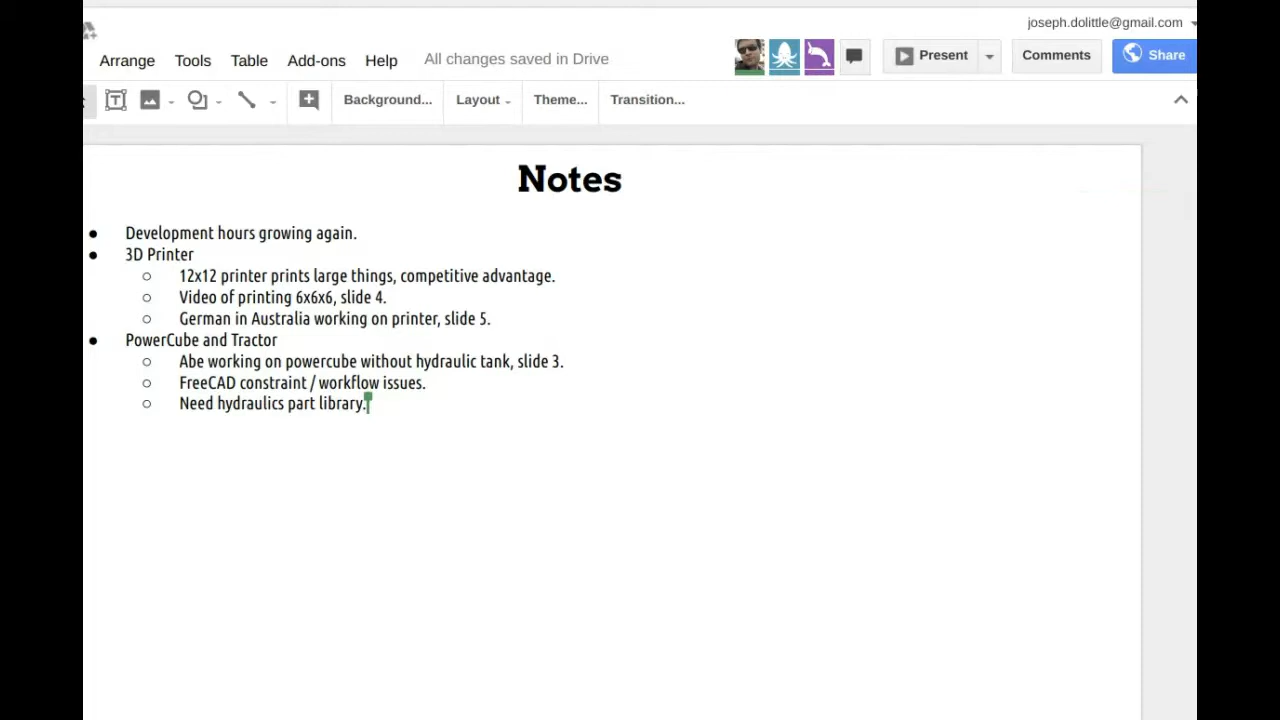 joseph.dolittle@gmail.com
Arrange Tools Table Add-ons Help All changes saved in Drive Present Comments Share
Background... Layout Theme... Transition...
Notes
● Development hours growing again.
● 3D Printer
○ 12x12 printer prints large things, competitive advantage.
○ Video of printing 6x6x6, slide 4.
○ German in Australia working on printer, slide 5.
● PowerCube and Tractor
○ Abe working on powercube without hydraulic tank, slide 3.
○ FreeCAD constraint / workflow issues.
○ Need hydraulics part library.